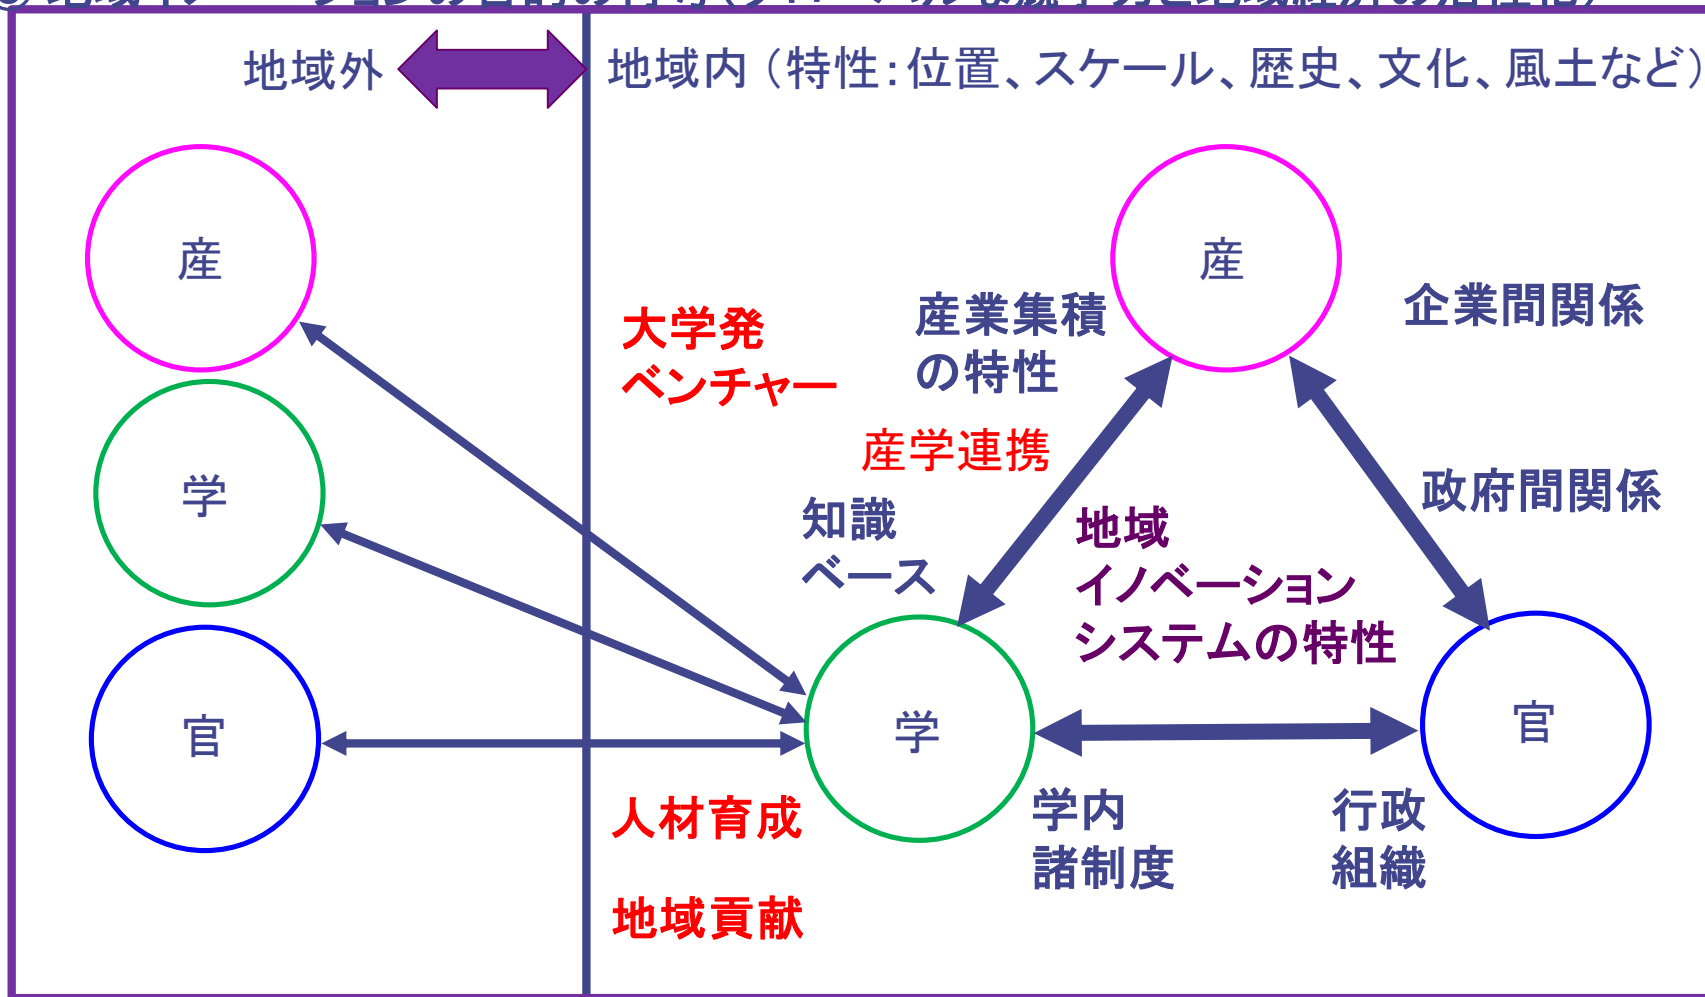 地域外
地域内（特性：位置、スケール、歴史、文化、風土など）
産
産
企業間関係
産業集積
の特性
大学発
ベンチャー
産学連携
学
政府間関係
知識
ベース
地域
イノベーション
システムの特性
官
学
官
学内
諸制度
行政
組織
人材育成
地域貢献